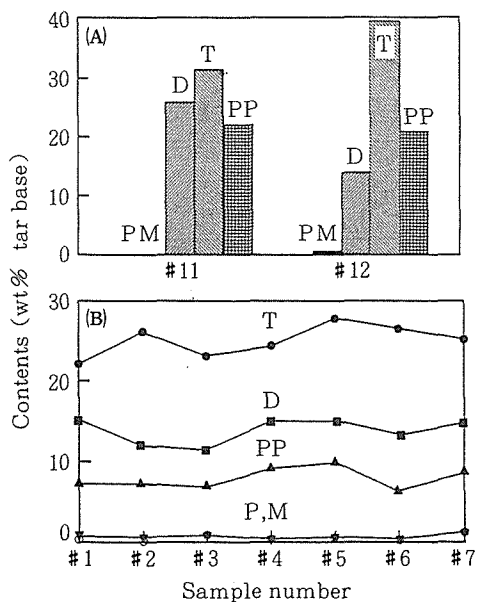 Contents (wt% tar base)
(A)
40
30
20
10
0
PM
D
T
PP
PM
D
T
PP
#11
#12
(B)
30
20
10
0
T
D
PP
P,M
#1
#2
#3
#4
#5
#6
#7
Sample number